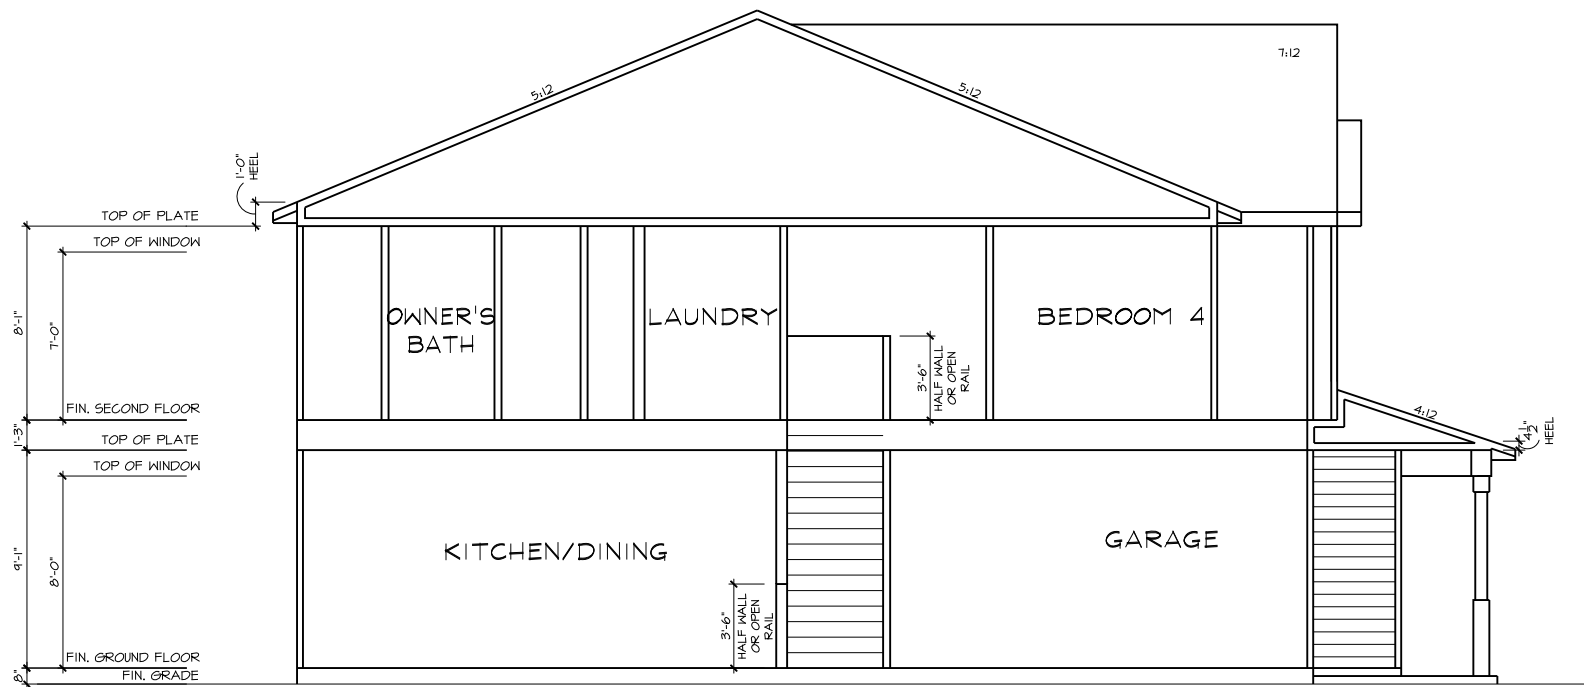 7:12
5:12
5:12
1'-0"
HEEL
TOP OF PLATE
TOP OF WINDOW
8'-1"
7'-0"
OWNER'S
BATH
LAUNDRY
BEDROOM 4
3'-6"
HALF WALL
OR OPEN
RAIL
FIN. SECOND FLOOR
4:12
1'-3"
TOP OF PLATE
HEEL
TOP OF WINDOW
9'-1"
8'-0"
KITCHEN/DINING
GARAGE
3'-6"
HALF WALL
OR OPEN
RAIL
FIN. GROUND FLOOR
8"
FIN. GRADE